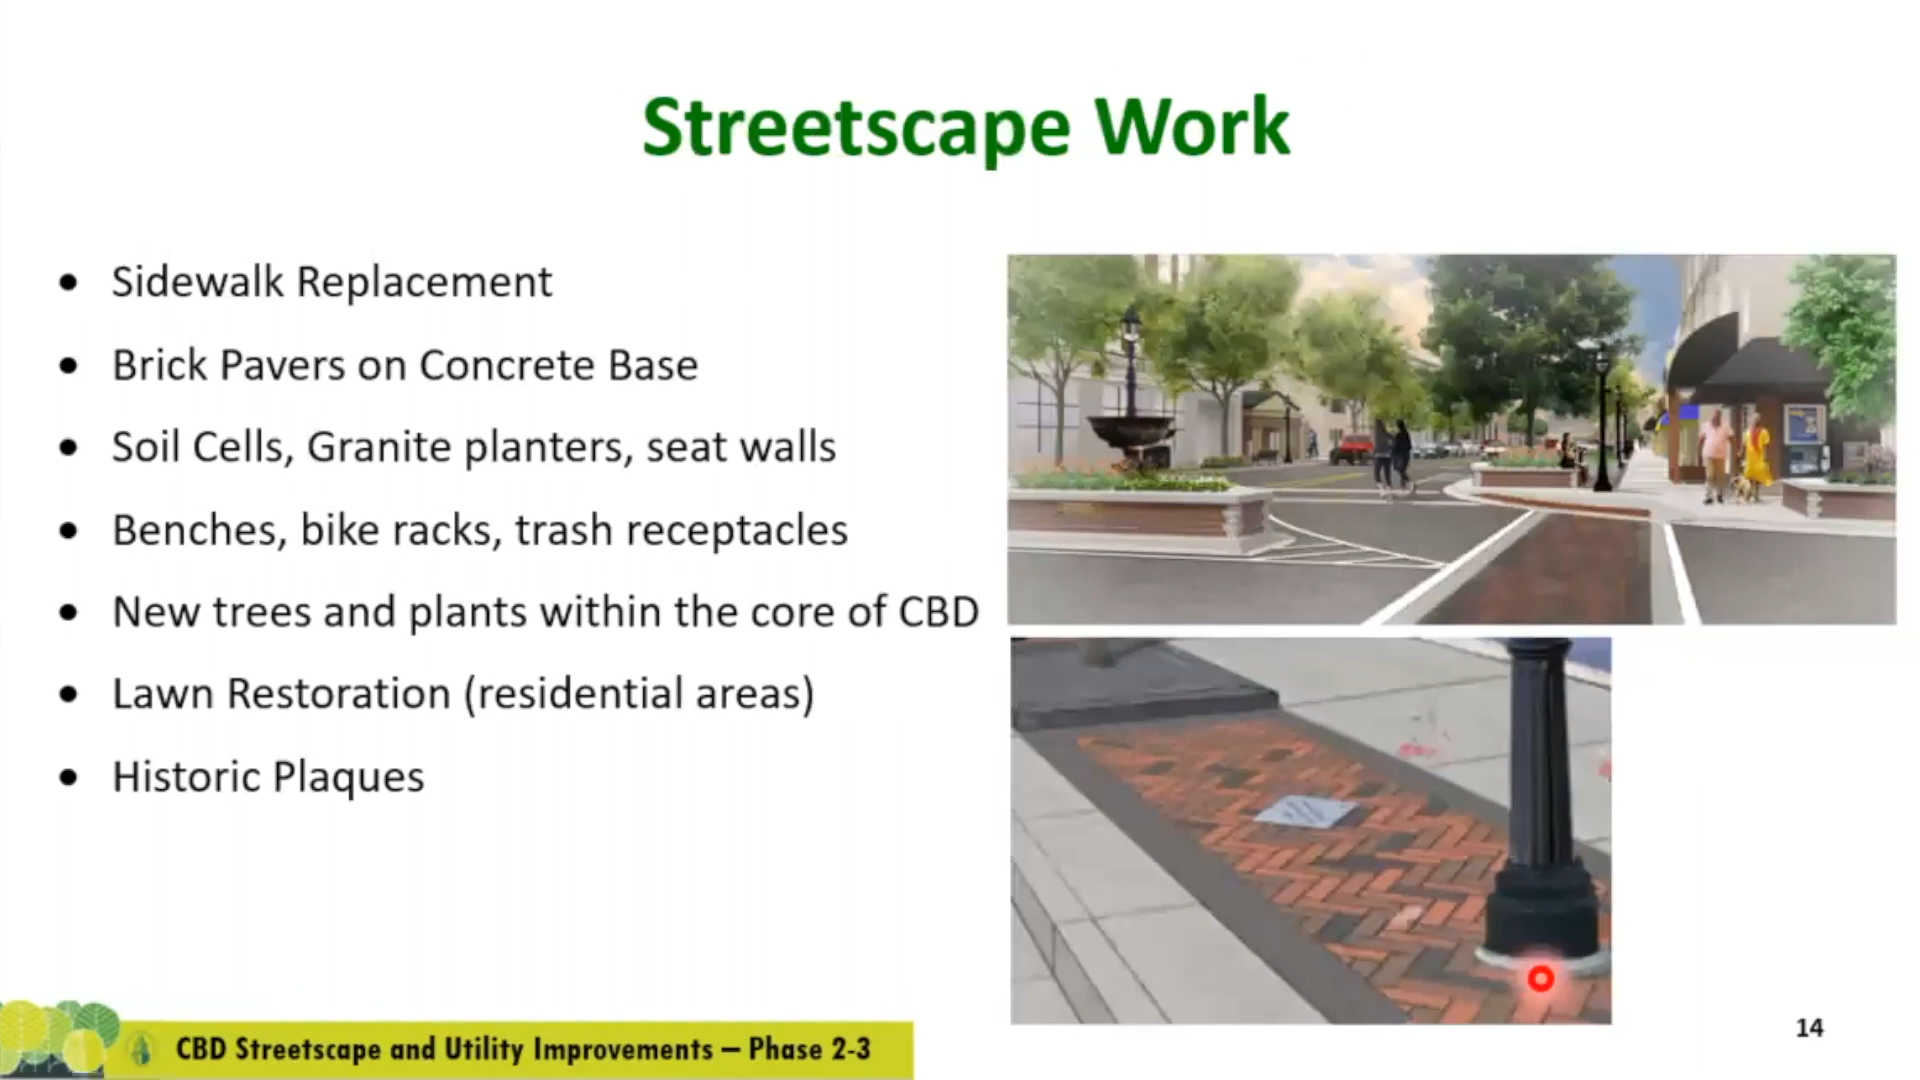 Streetscape Work
• Sidewalk Replacement
• Brick Pavers on Concrete Base
• Soil Cells, Granite planters, seat walls
• Benches, bike racks, trash receptacles
• New trees and plants within the core of CBD
• Lawn Restoration (residential areas)
• Historic Plaques
CBD Streetscape and Utility Improvements – Phase 2-3
14